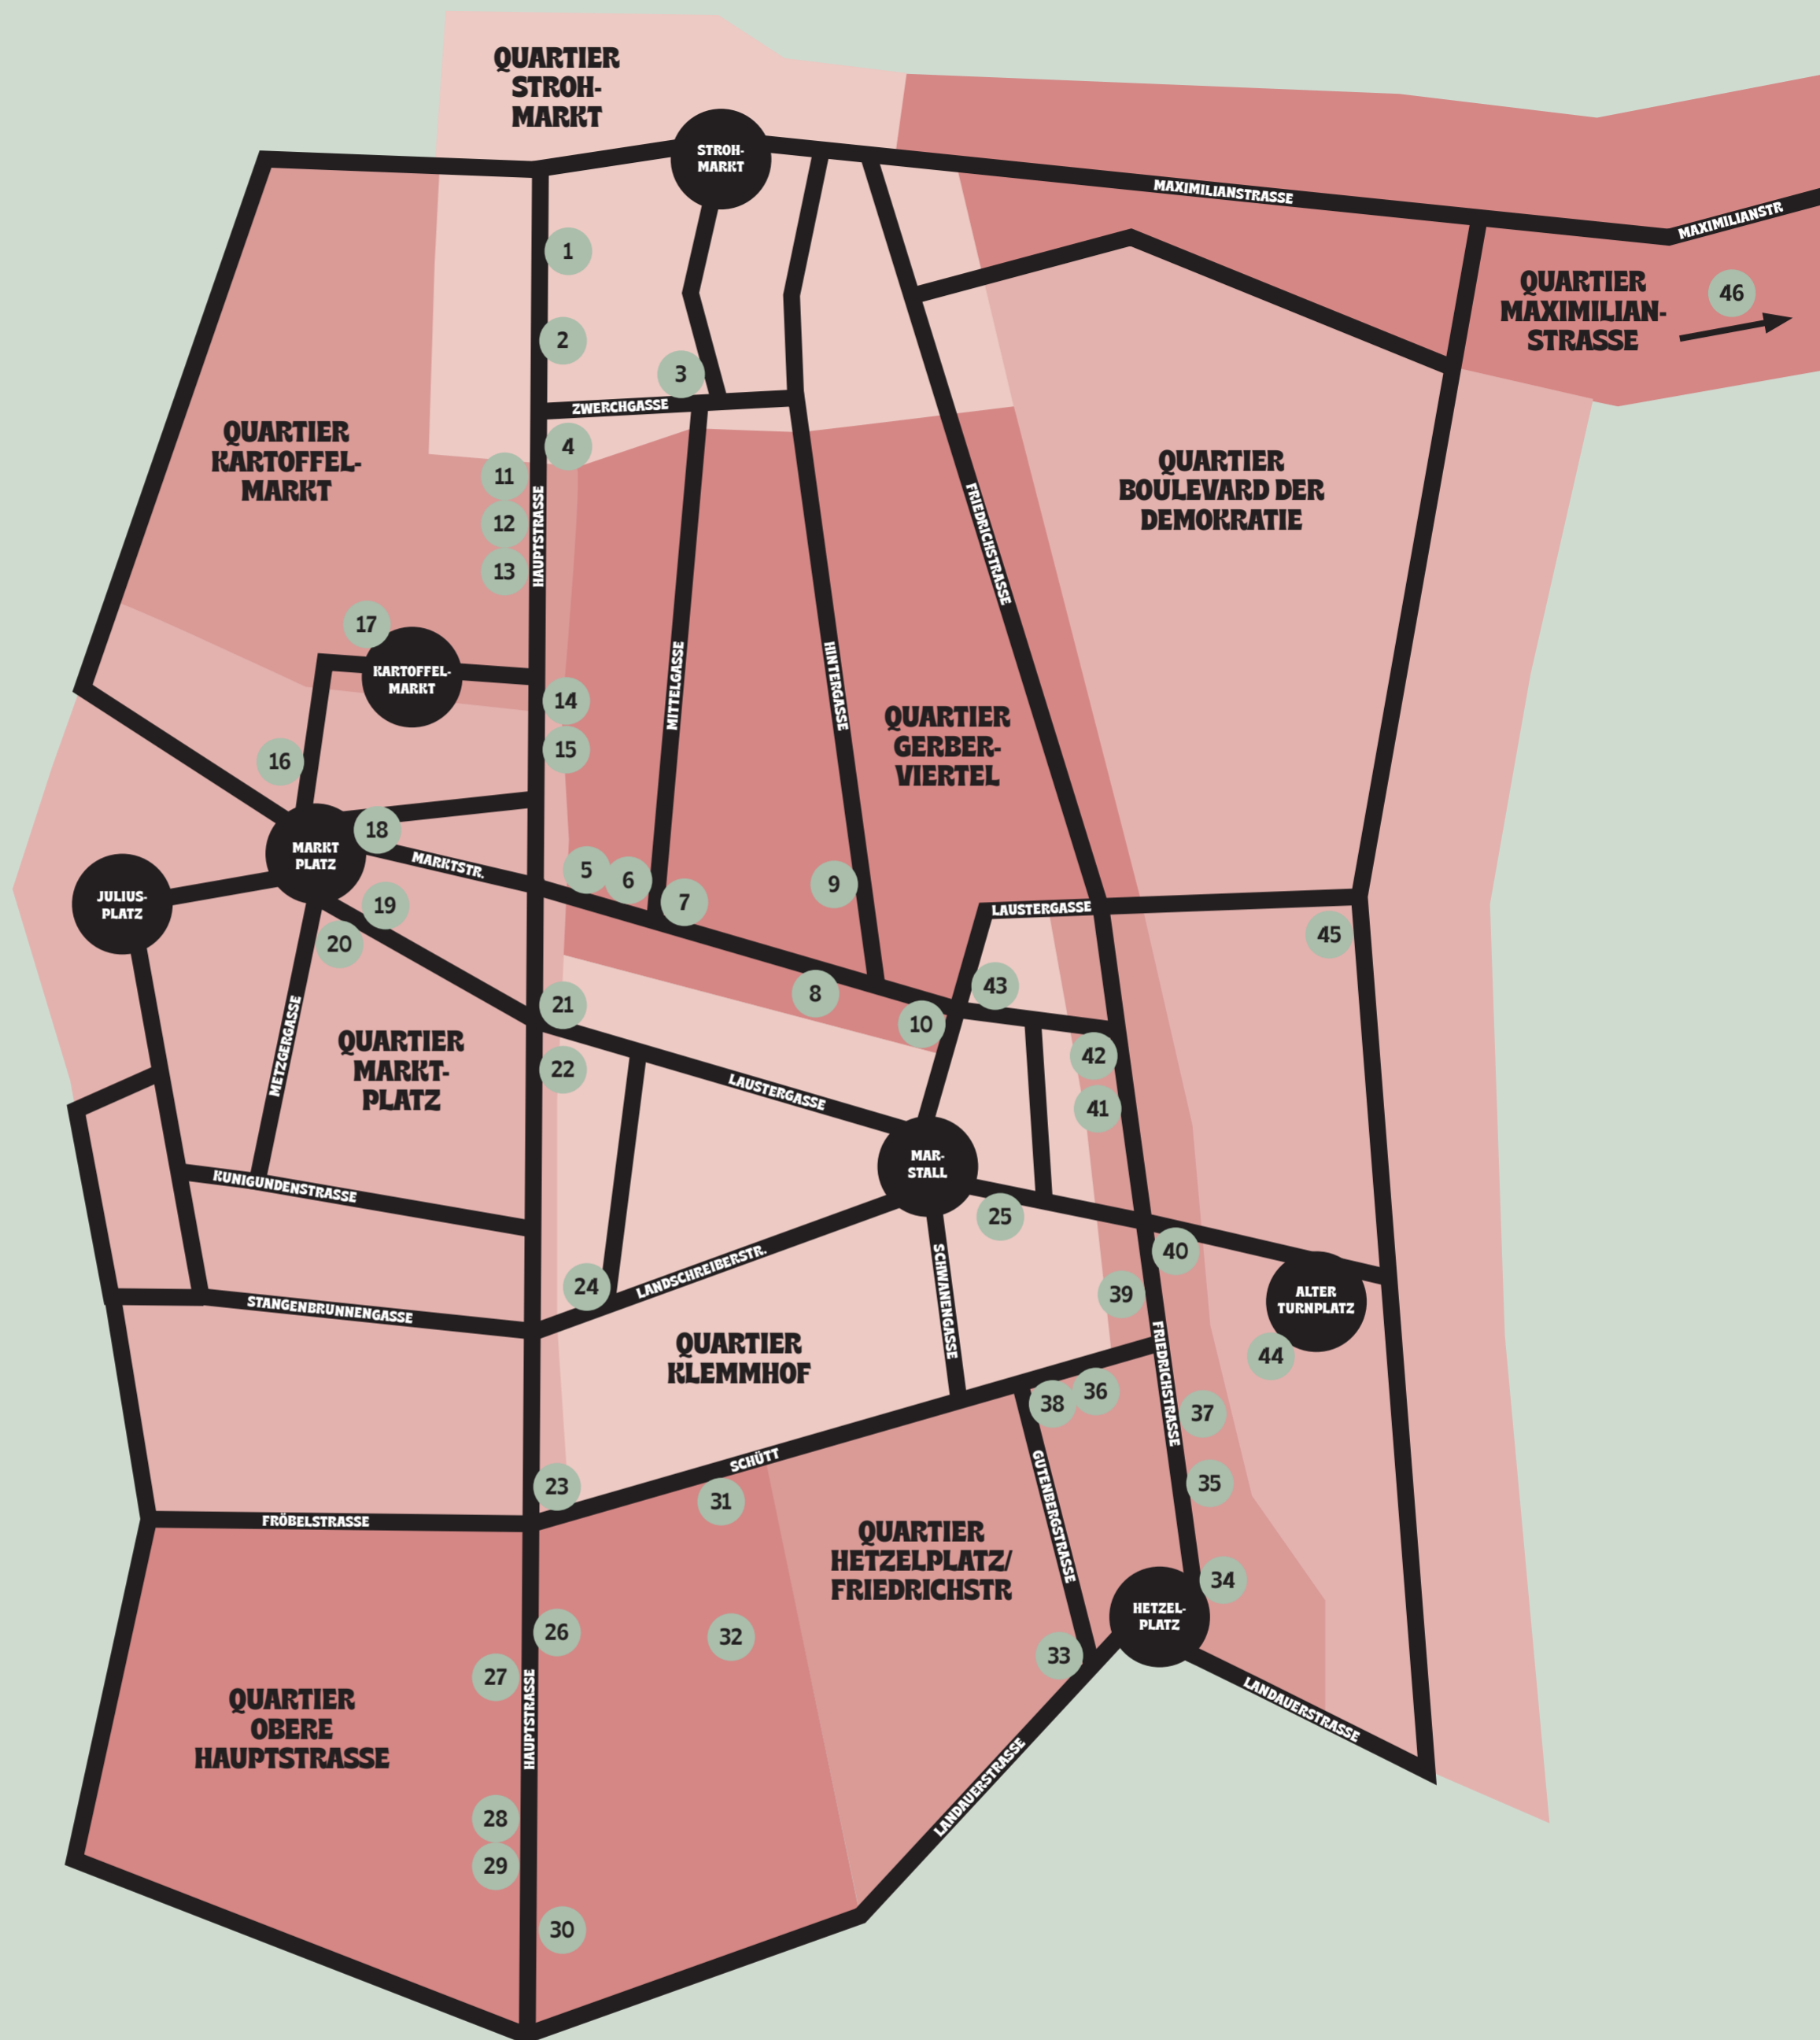 QUARTIER
STROH-
MARKT
STROH-
MARKT
MAXIMILIANSTRASSE
MAXIMILIANSTR
1
QUARTIER
MAXIMILIAN-
STRASSE
46
2
3
ZWERCHGASSE
QUARTIER
KARTOFFEL-
MARKT
4
11
12
13
HAUPTSTRASSE
QUARTIER
BOULEVARD DER
DEMOKRATIE
FRIEDRICHSTRASSE
17
KARTOFFEL-
MARKT
14
15
16
MITTELGASSE
HINTERGASSE
QUARTIER
GERBER-
VIERTEL
18
MARKT
PLATZ
MARKTSTR.
JULIUS-
PLATZ
19
20
5
6
7
9
LAUSTERGASSE
45
8
10
43
21
22
42
41
METZGERGASSE
QUARTIER
MARKT-
PLATZ
LAUSTERGASSE
MAR-
STALL
KUNIGUNDENSTRASSE
25
40
STANGENBRUNNENGASSE
24
LANDSCHREIBERSTR.
SCHWANENGASSE
39
ALTER
TURNPLATZ
44
QUARTIER
KLEMMHOF
FRIEDRICHSTRASSE
38
36
37
35
23
SCHÜTT
31
GUTENBERGSTRASSE
FRÖBELSTRASSE
QUARTIER
HETZELPLATZ/
FRIEDRICHSTR
34
HETZEL-
PLATZ
26
32
33
27
HAUPTSTRASSE
QUARTIER
OBERE
HAUPTSTRASSE
LANDAUERSTRASSE
LANDAUERSTRASSE
28
29
30